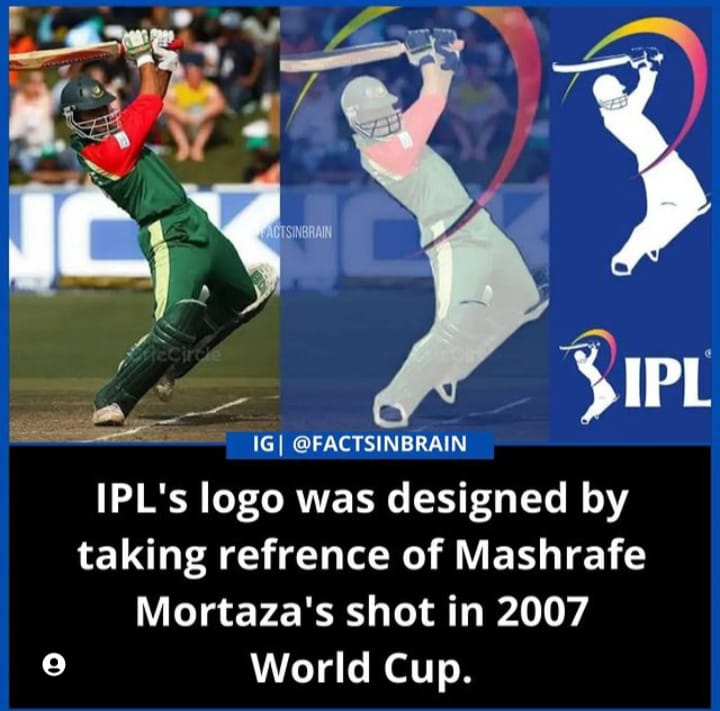 FACTSINBRAIN
CricCircle
IPL
IG| @FACTSINBRAIN
IPL's logo was designed by
taking refrence of Mashrafe
Mortaza's shot in 2007
World Cup.